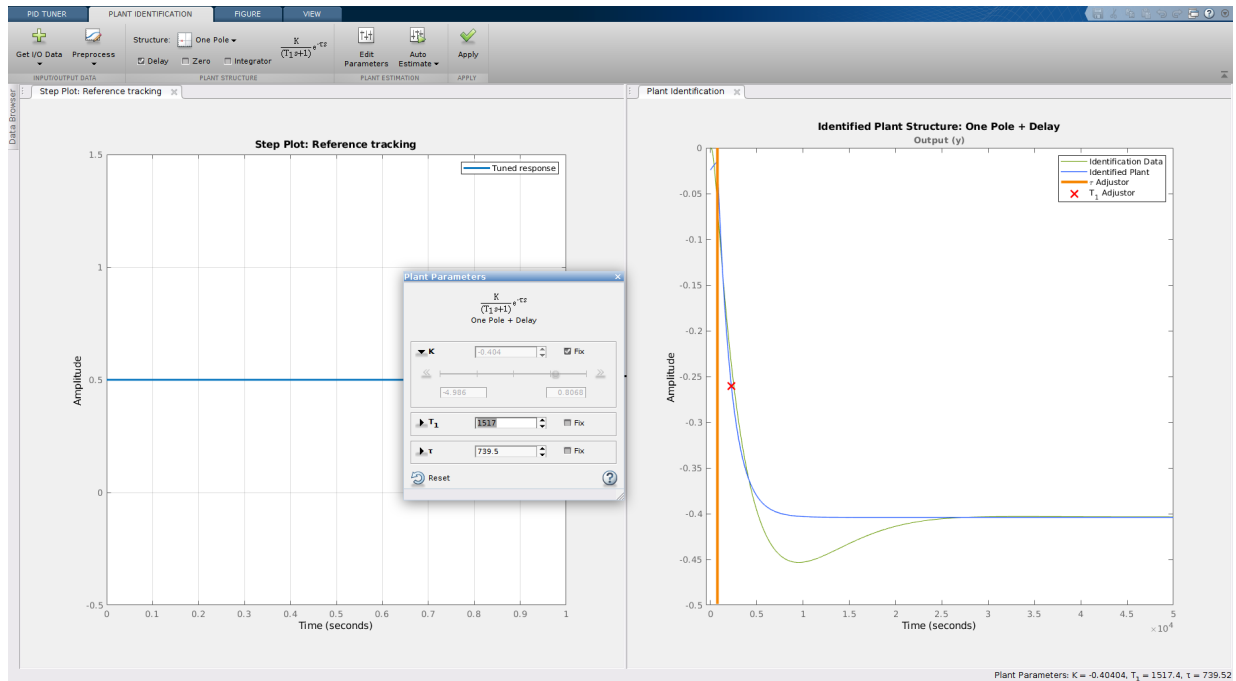 PID TUNER PLANT IDENTIFICATION FIGURE VIEW
Get I/O Data Preprocess
Structure: One Pole
Delay Zero Integrator
K
(T1s+1) e-τs
Edit Parameters
Auto Estimate
Apply
INPUT/OUTPUT DATA PLANT STRUCTURE PLANT ESTIMATION APPLY
Data Browser
Step Plot: Reference tracking
Plant Identification
Step Plot: Reference tracking
Tuned response
1.5
1
0.5
0
-0.5
Amplitude
0 0.1 0.2 0.3 0.4 0.5 0.6 0.7 0.8 0.9 1
Time (seconds)
Plant Parameters
K
(T1s+1) e-τs
One Pole + Delay
K -0.404 Fix
-4.986 0.8068
T1 1517 Fix
τ 739.5 Fix
Reset
Identified Plant Structure: One Pole + Delay
Output (y)
Identification Data
Identified Plant
τ Adjustor
T1 Adjustor
0
-0.05
-0.1
-0.15
-0.2
-0.25
-0.3
-0.35
-0.4
-0.45
-0.5
Amplitude
0 0.5 1 1.5 2 2.5 3 3.5 4 4.5 5
×10^4
Time (seconds)
Plant Parameters: K = -0.40404, T1 = 1517.4, τ = 739.52